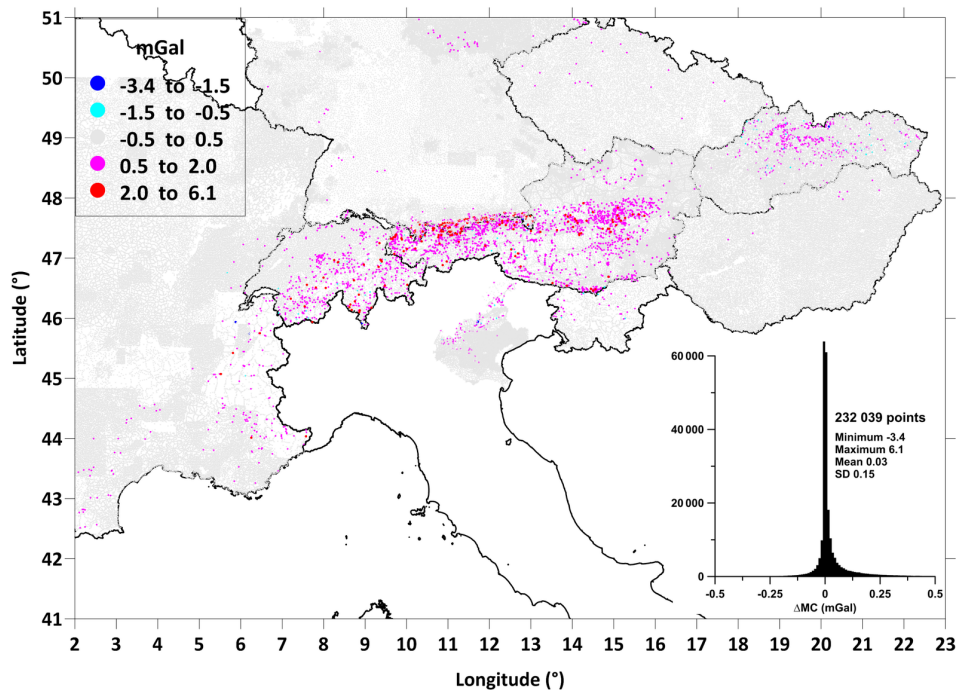 51
50
49
48
47
46
45
44
43
42
41
Latitude (°)
mGal
-3.4 to -1.5
-1.5 to -0.5
-0.5 to 0.5
0.5 to 2.0
2.0 to 6.1
60 000
40 000
20 000
0
232 039 points
Minimum -3.4
Maximum 6.1
Mean 0.03
SD 0.15
-0.5 -0.25 0 0.25 0.5
ΔMC (mGal)
2 3 4 5 6 7 8 9 10 11 12 13 14 15 16 17 18 19 20 21 22 23
Longitude (°)